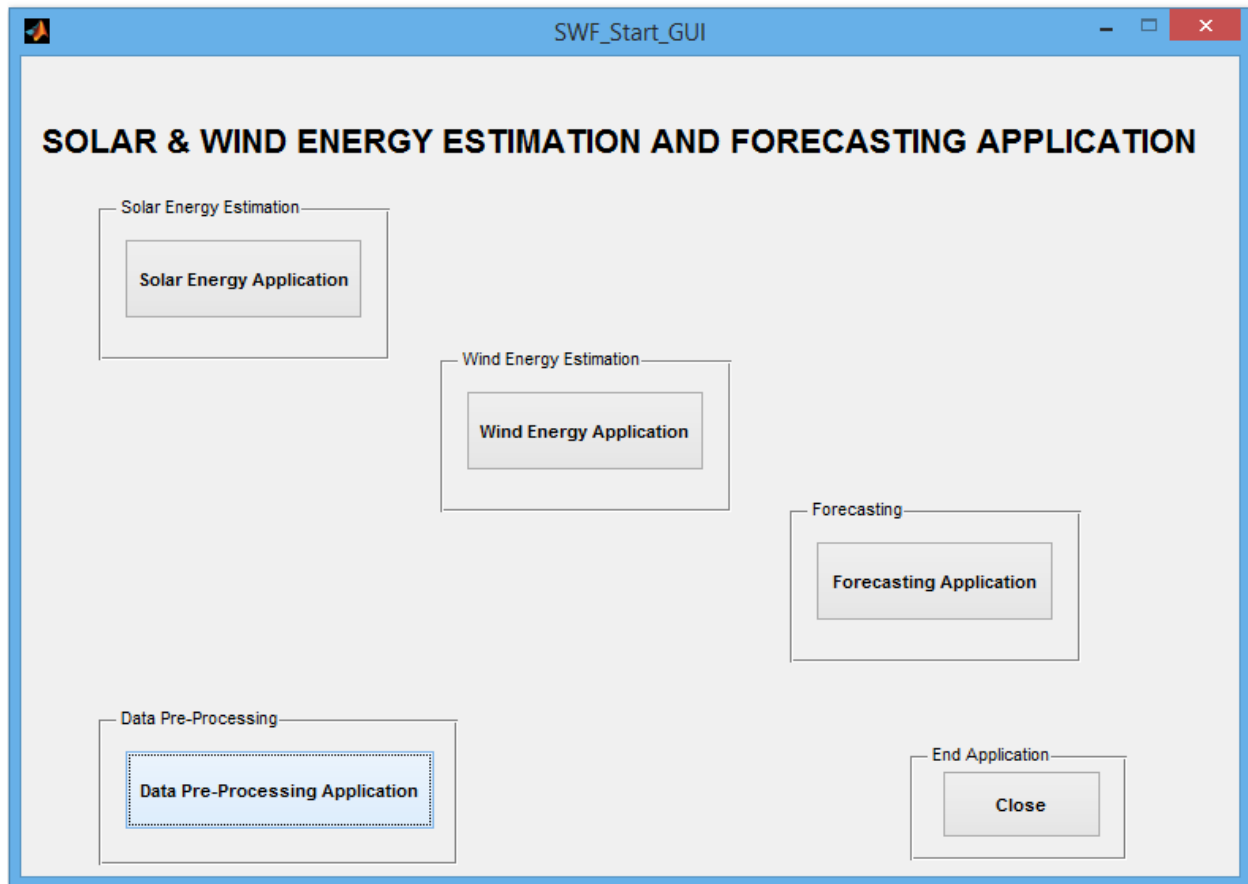 SWF_Start_GUI
SOLAR & WIND ENERGY ESTIMATION AND FORECASTING APPLICATION
Solar Energy Estimation
Solar Energy Application
Wind Energy Estimation
Wind Energy Application
Forecasting
Forecasting Application
Data Pre-Processing
Data Pre-Processing Application
End Application
Close